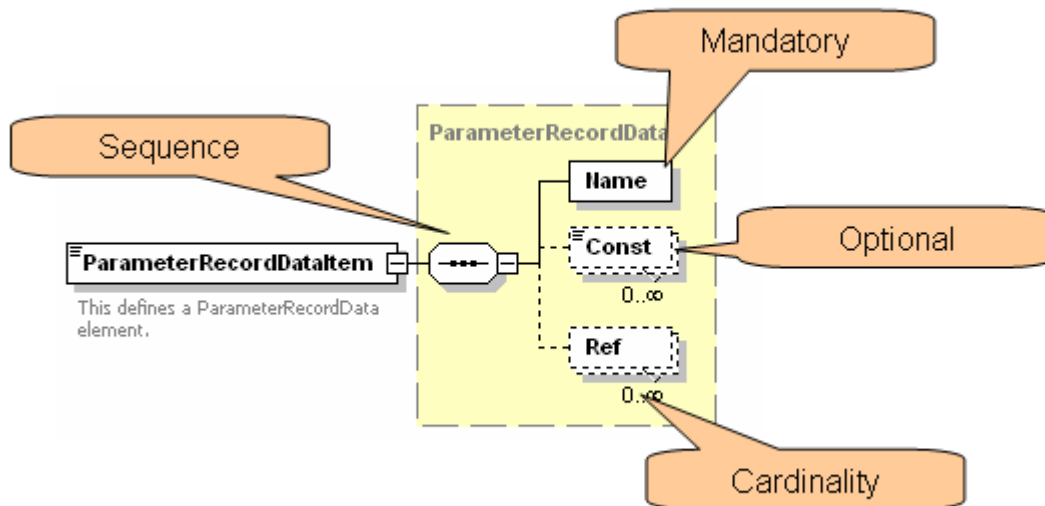 Mandatory
ParameterRecordData
Sequence
Name
Const
Optional
0..∞
ParameterRecordDataItem
This defines a ParameterRecordData
element.
Ref
0..∞
Cardinality